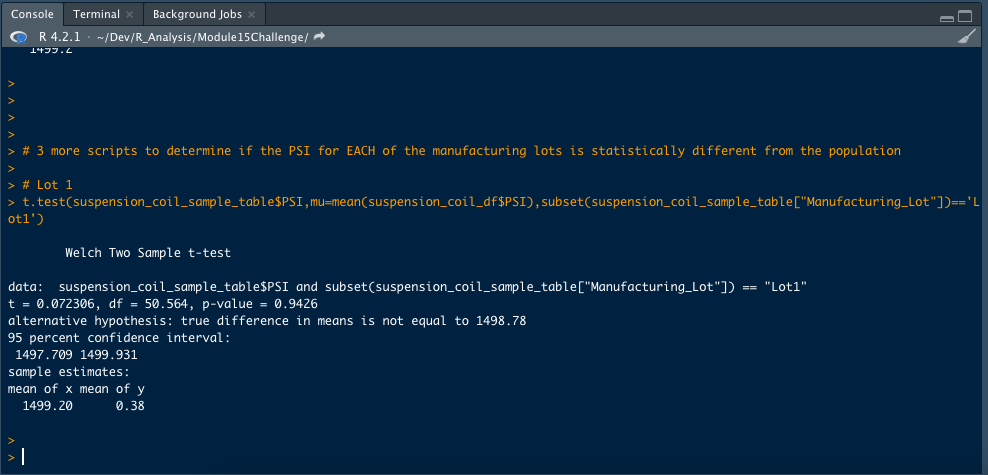 Console Terminal Background Jobs
R 4.2.1 · ~/Dev/R_Analysis/Module15Challenge/
1499.2
>
>
>
>
> # 3 more scripts to determine if the PSI for EACH of the manufacturing lots is statistically different from the population
>
> # Lot 1
> t.test(suspension_coil_sample_table$PSI,mu=mean(suspension_coil_df$PSI),subset(suspension_coil_sample_table["Manufacturing_Lot"])=='L
ot1')
Welch Two Sample t-test
data:  suspension_coil_sample_table$PSI and subset(suspension_coil_sample_table["Manufacturing_Lot"]) == "Lot1"
t = 0.072306, df = 50.564, p-value = 0.9426
alternative hypothesis: true difference in means is not equal to 1498.78
95 percent confidence interval:
 1497.709 1499.931
sample estimates:
mean of x mean of y
  1499.20      0.38
>
>